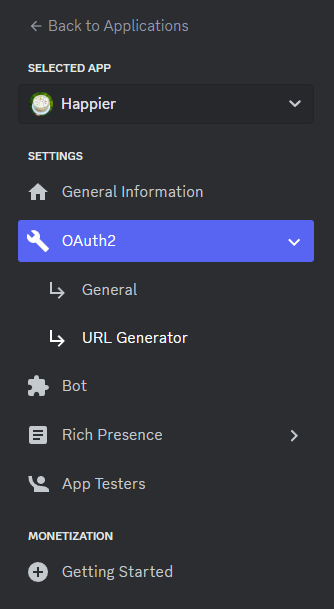 Back to Applications
SELECTED APP
Happier
SETTINGS
General Information
OAuth2
General
URL Generator
Bot
Rich Presence
App Testers
MONETIZATION
Getting Started